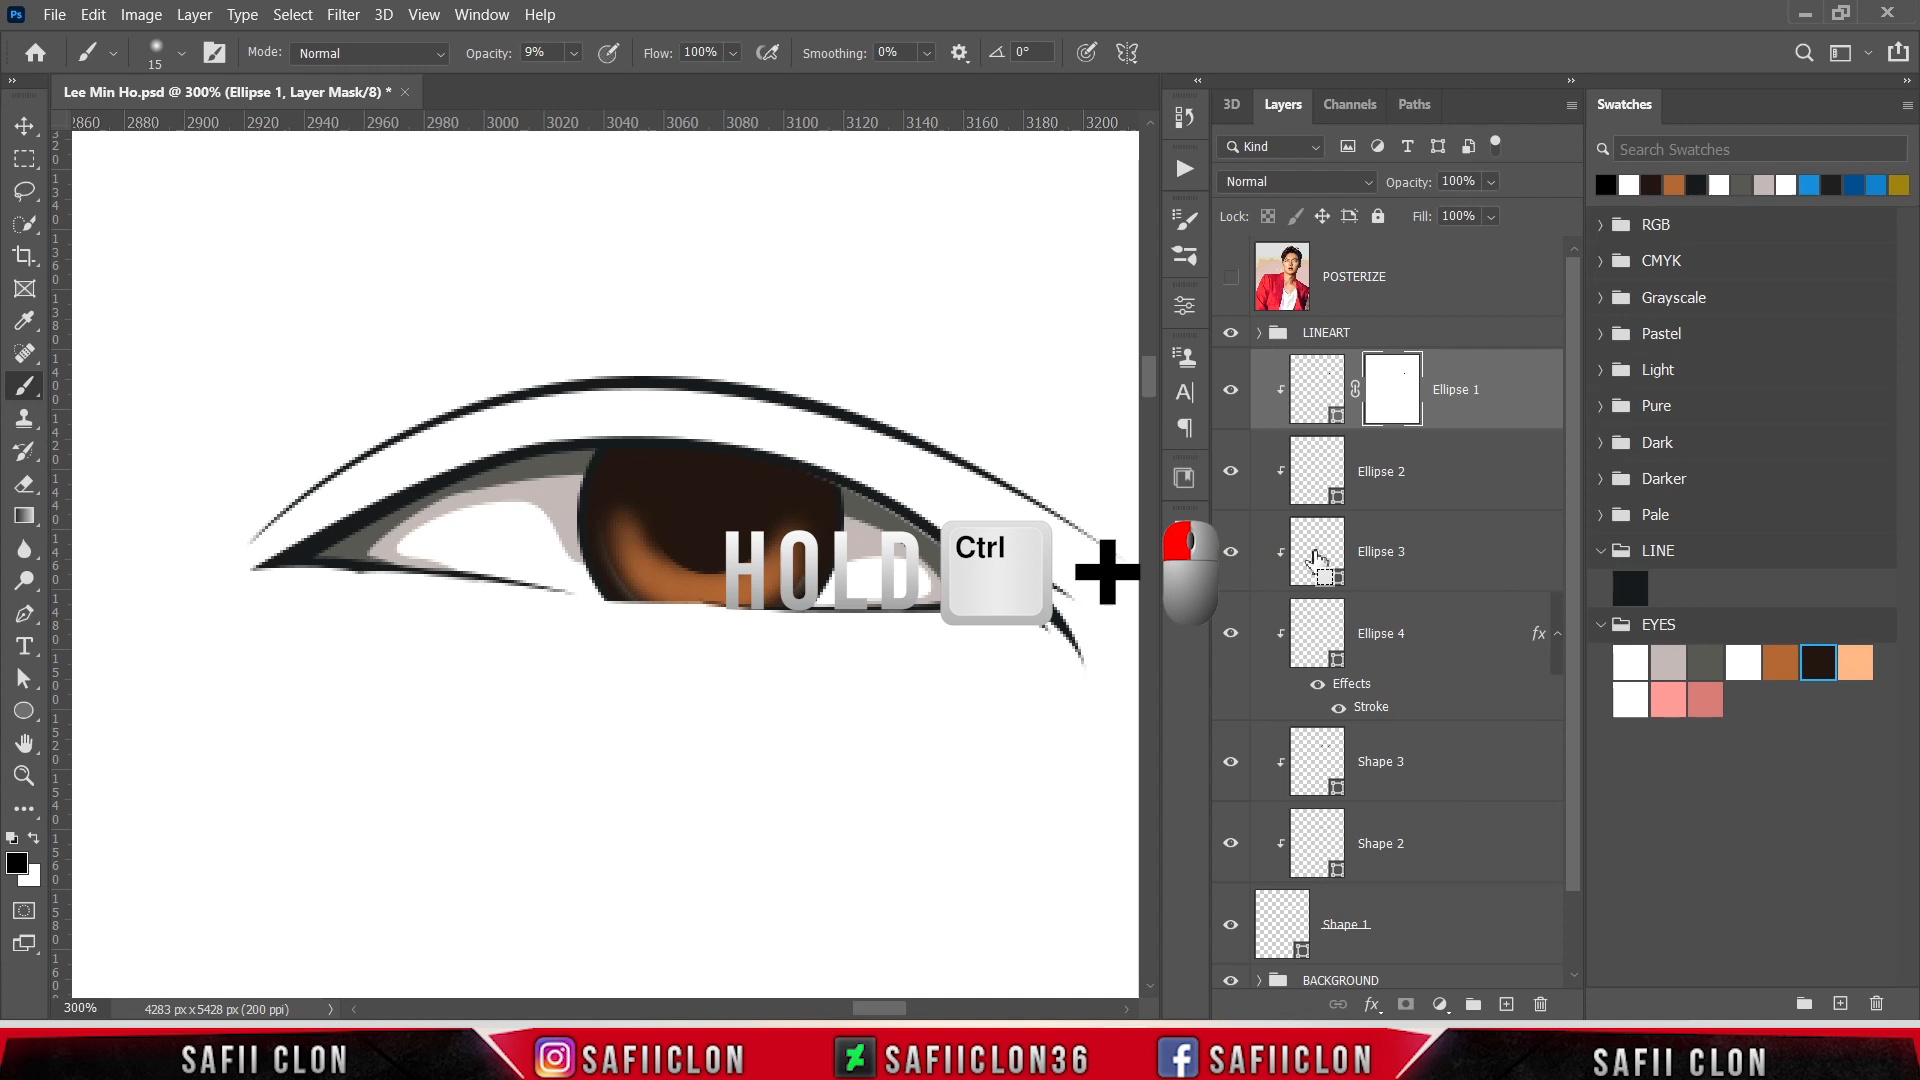 Ps File Edit Image Layer Type Select Filter 3D View Window Help
15 Mode: Normal Opacity: 9% Flow: 100% Smoothing: 0% 0°
Lee Min Ho.psd @ 300% (Ellipse 1, Layer Mask/8) *
2860 2880 2900 2920 2940 2960 2980 3000 3020 3040 3060 3080 3100 3120 3140 3160 3180 3200
3D Layers Channels Paths
Kind
Normal Opacity: 100%
Lock: Fill: 100%
POSTERIZE
LINEART
Ellipse 1
Ellipse 2
Ellipse 3
Ellipse 4 fx
Effects
Stroke
Shape 3
Shape 2
Shape 1
BACKGROUND
fx
Swatches
Search Swatches
RGB
CMYK
Grayscale
Pastel
Light
Pure
Dark
Darker
Pale
LINE
EYES
HOLD Ctrl +
300% 4283 px x 5428 px (200 ppi)
SAFII CLON SAFIICLON SAFIICLON36 SAFIICLON SAFII CLON